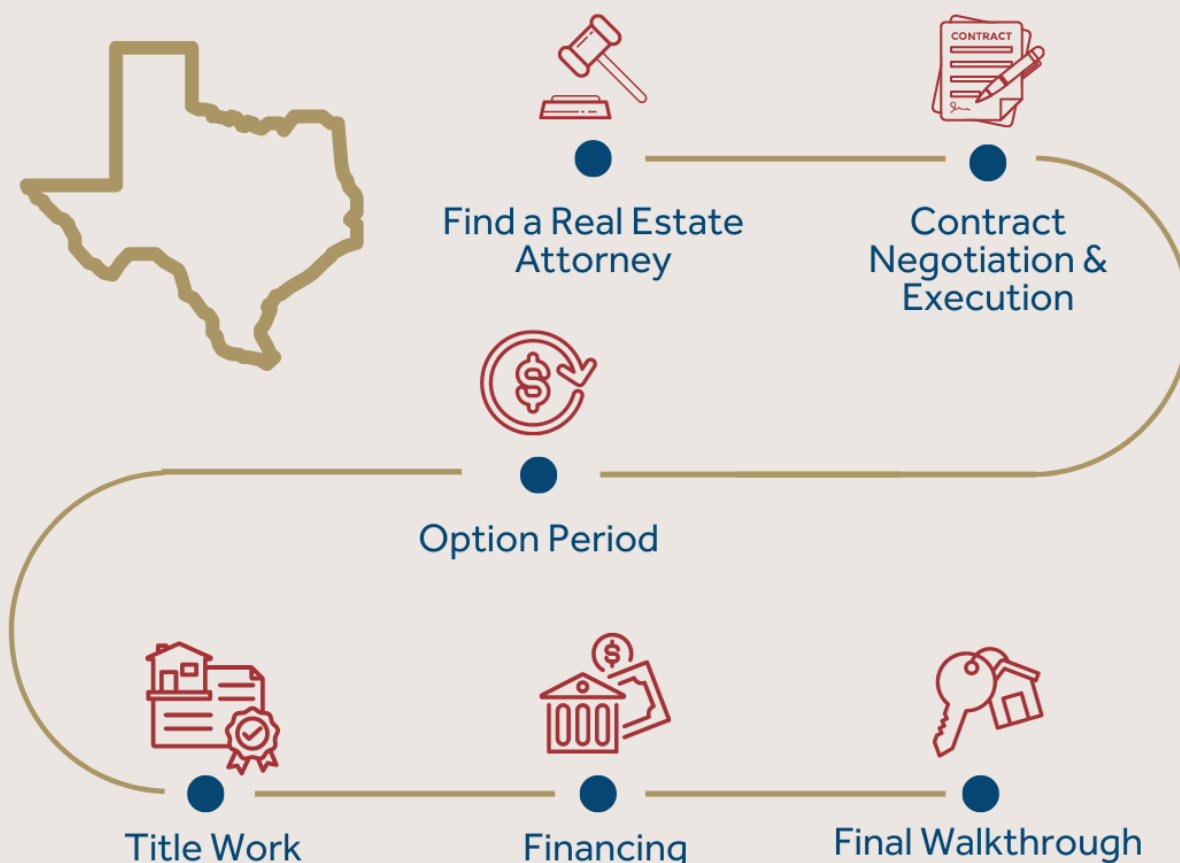 CONTRACT
Find a Real Estate
Attorney
Contract
Negotiation &
Execution
Option Period
Title Work
Financing
Final Walkthrough